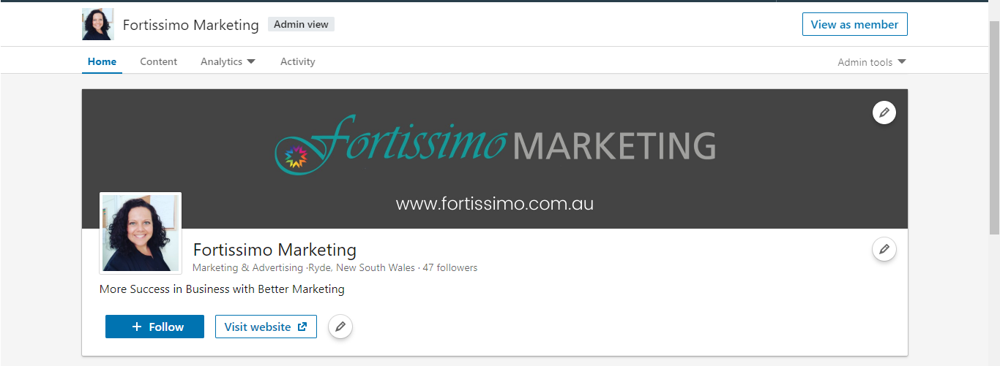 Fortissimo Marketing Admin view View as member
Home Content Analytics Activity Admin tools
Fortissimo MARKETING
www.fortissimo.com.au
Fortissimo Marketing
Marketing & Advertising ·Ryde, New South Wales · 47 followers
More Success in Business with Better Marketing
+ Follow Visit website